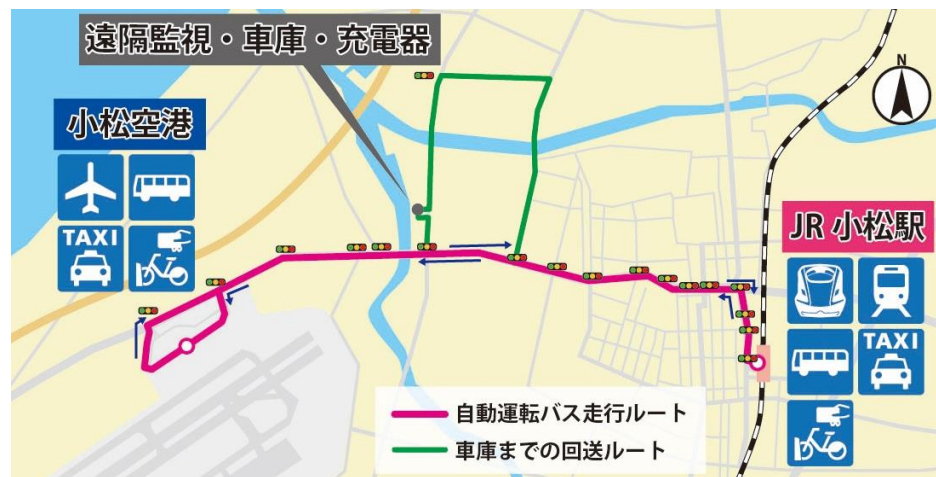 遠隔監視・車庫・充電器
N
小松空港
TAXI
JR 小松駅
TAXI
自動運転バス走行ルート
車庫までの回送ルート